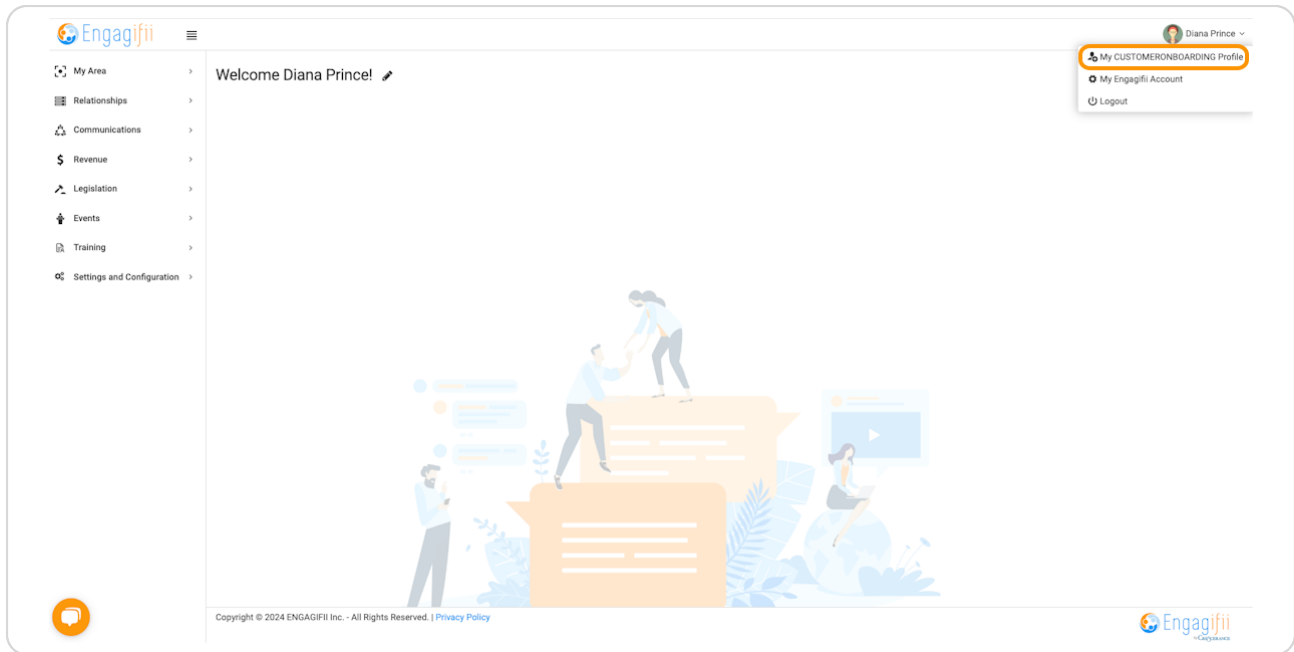 Engagifii
Diana Prince
My CUSTOMERONBOARDING Profile
My Engagifii Account
Logout
My Area
Relationships
Communications
Revenue
Legislation
Events
Training
Settings and Configuration
Welcome Diana Prince!
Copyright © 2024 ENGAGIFII Inc. - All Rights Reserved. | Privacy Policy
Engagifii